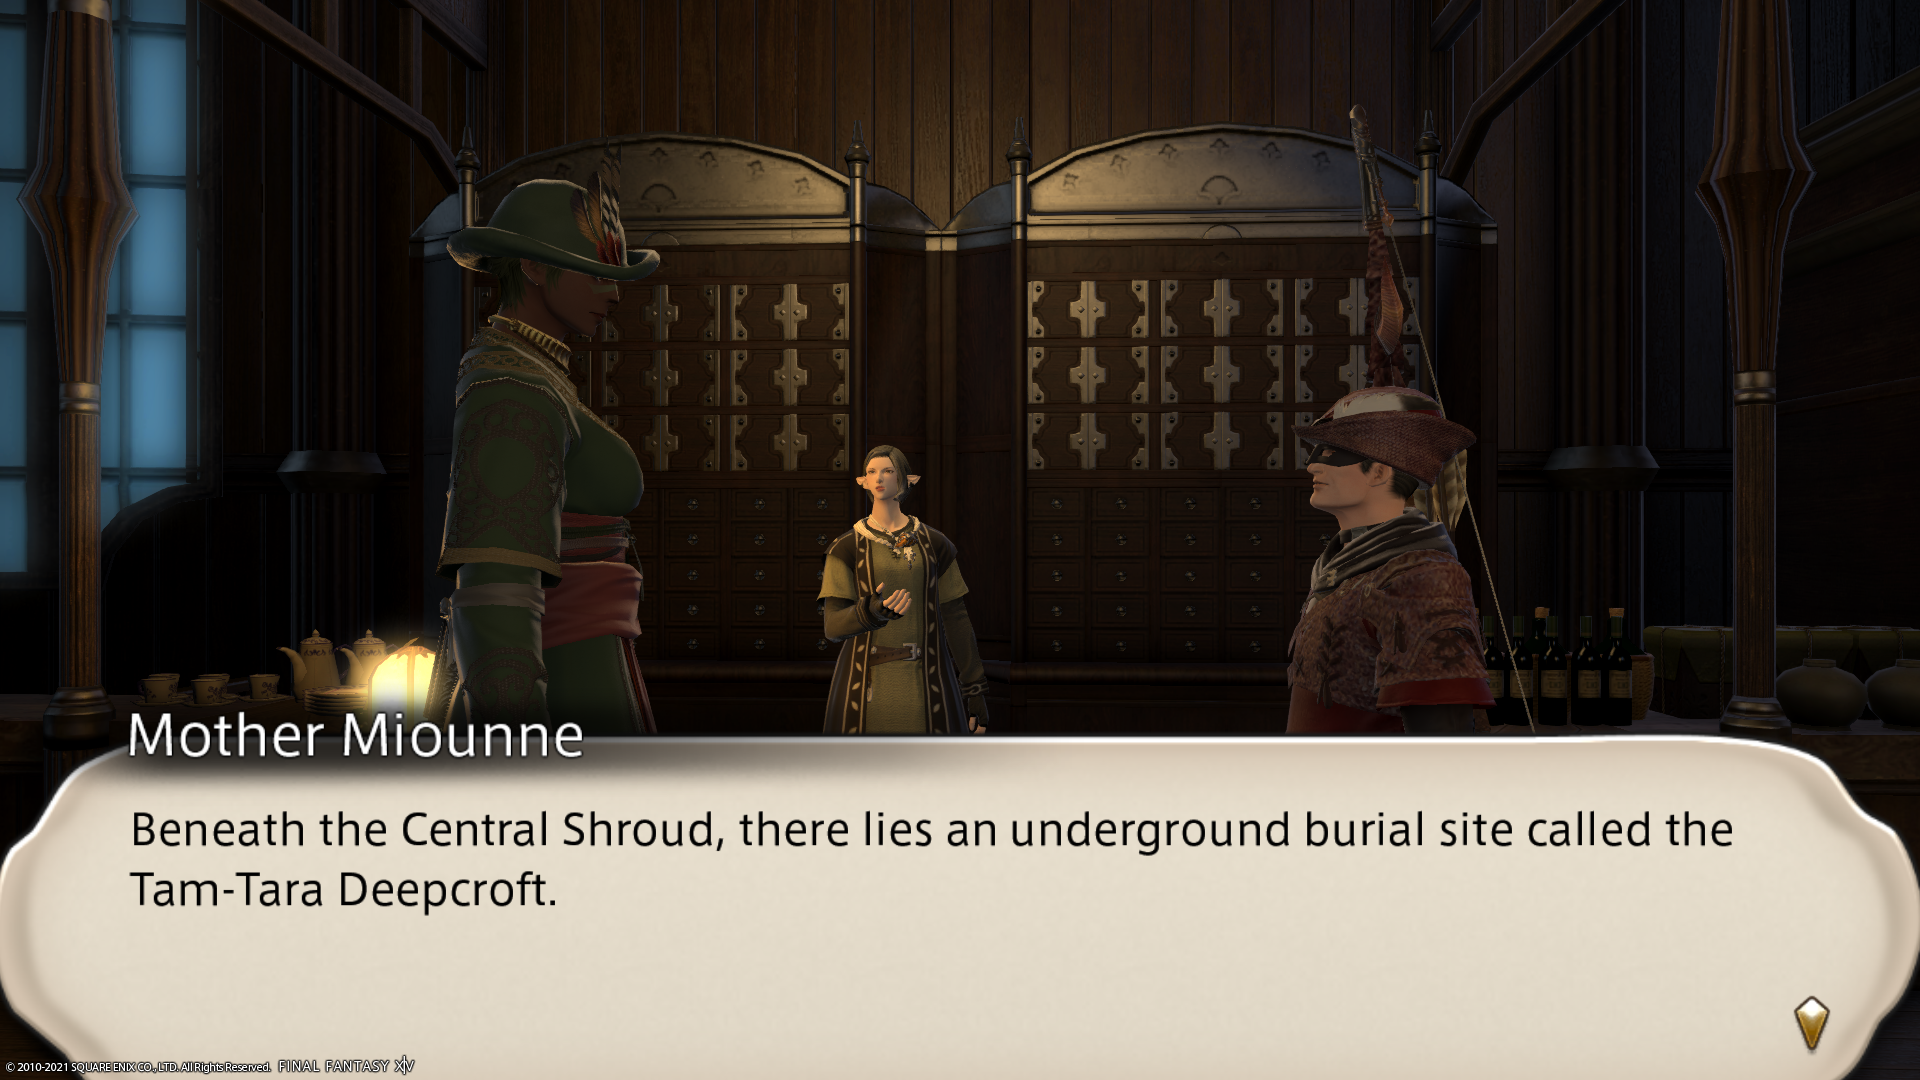 Mother Miounne
Beneath the Central Shroud, there lies an underground burial site called the
Tam-Tara Deepcroft.
© 2010-2021 SQUARE ENIX CO., LTD. All Rights Reserved. FINAL FANTASY XIV